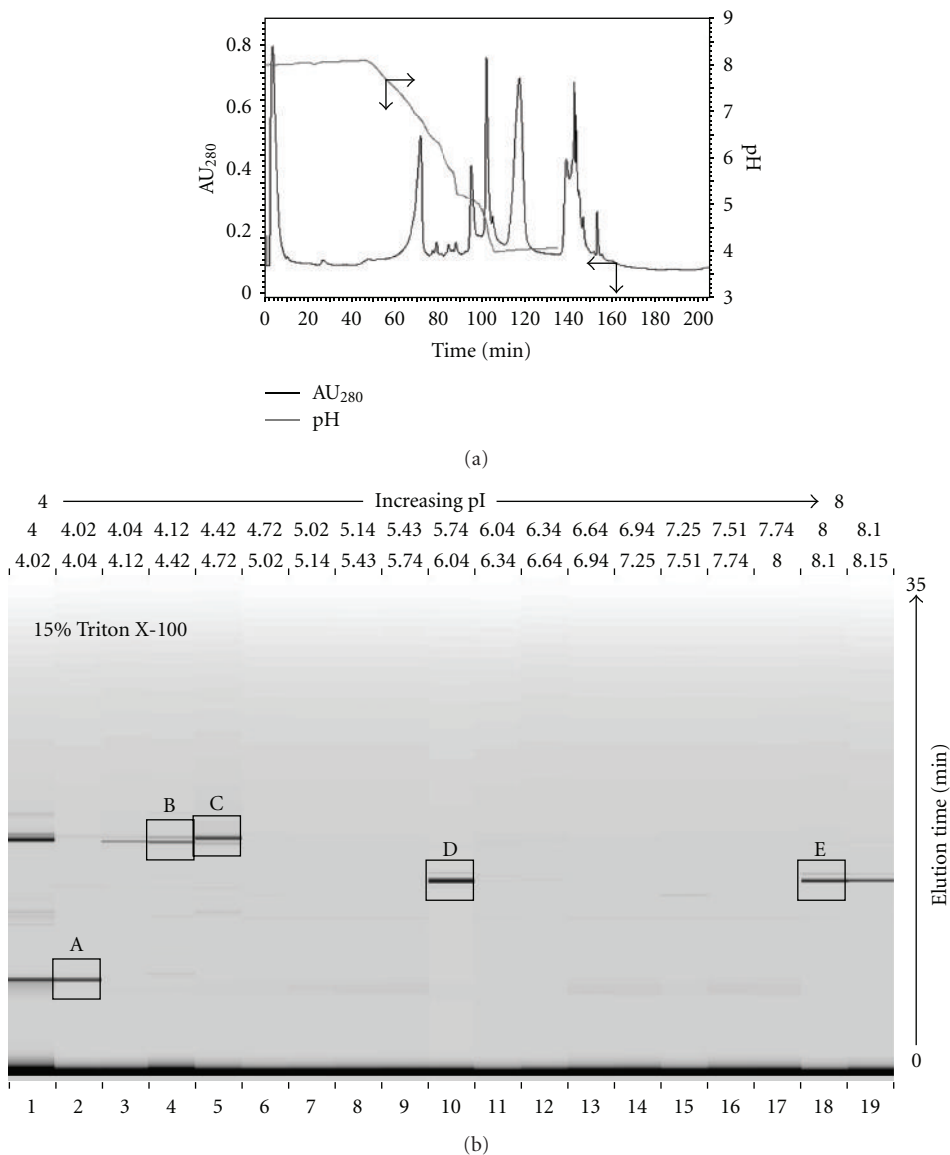 9
0.8
8
0.6
7
AU280
0.4
6
pH
5
0.2
4
0
3
0 20 40 60 80 100 120 140 160 180 200
Time (min)
AU280
pH
(a)
4 Increasing pI 8
4 4.02 4.04 4.12 4.42 4.72 5.02 5.14 5.43 5.74 6.04 6.34 6.64 6.94 7.25 7.51 7.74 8 8.1
4.02 4.04 4.12 4.42 4.72 5.02 5.14 5.43 5.74 6.04 6.34 6.64 6.94 7.25 7.51 7.74 8 8.1 8.15
35
15% Triton X-100
B C
D E
Elution time (min)
A
0
1 2 3 4 5 6 7 8 9 10 11 12 13 14 15 16 17 18 19
(b)